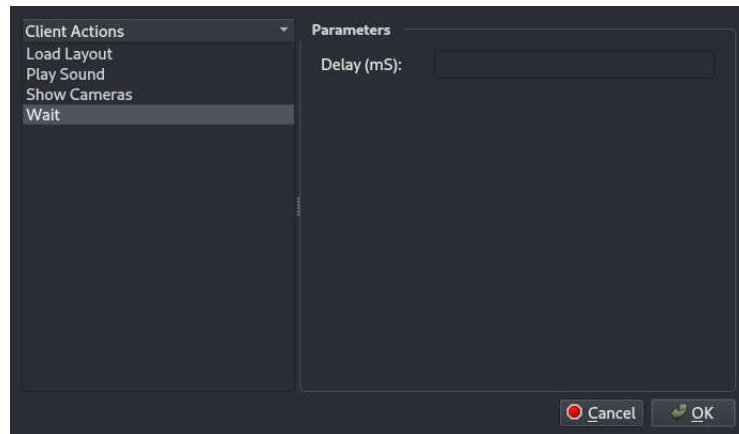 Client Actions
Load Layout
Play Sound
Show Cameras
Wait
Parameters
Delay (mS):
Cancel
OK